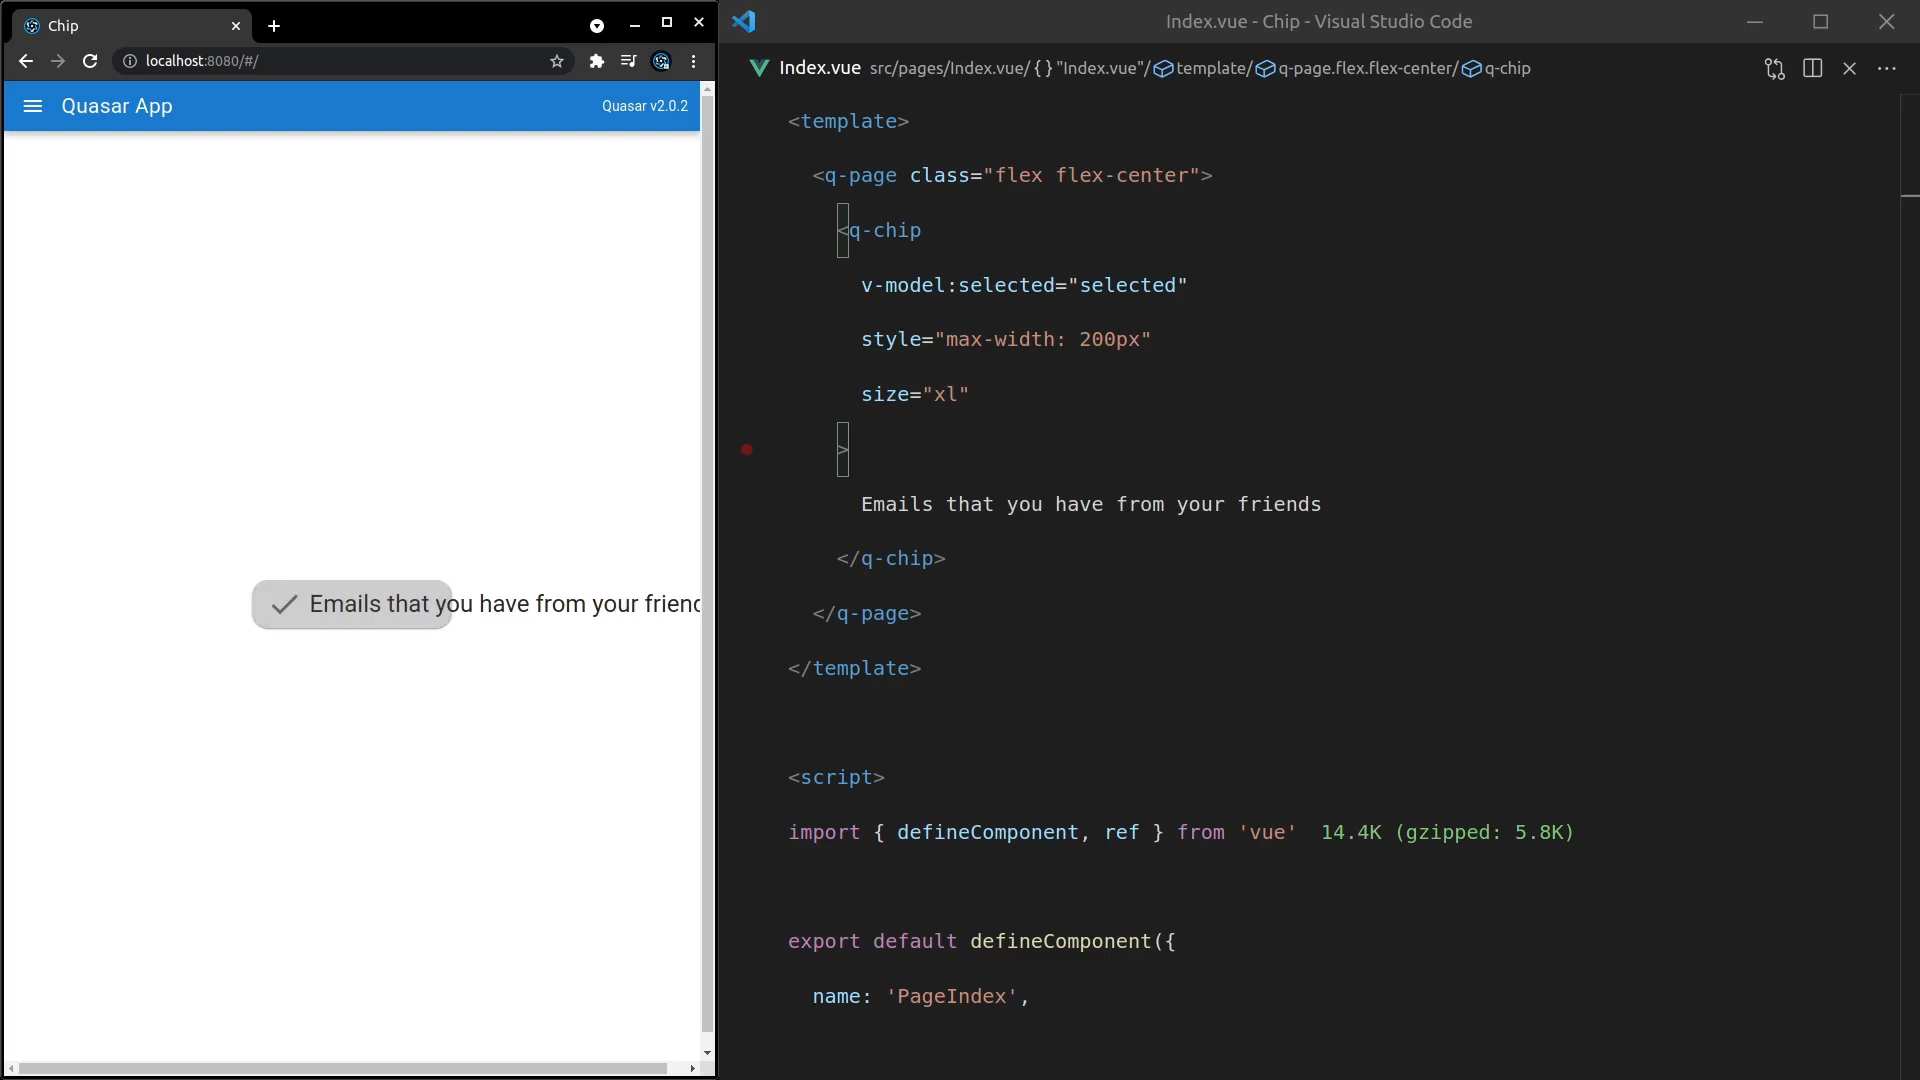 Chip
localhost:8080/#/
Quasar App
Quasar v2.0.2
Emails that you have from your frien
Index.vue - Chip - Visual Studio Code
Index.vue src/pages/Index.vue/ { } "Index.vue"/ template/ q-page.flex.flex-center/ q-chip
<template>
<q-page class="flex flex-center">
<q-chip
v-model:selected="selected"
style="max-width: 200px"
size="xl"
>
Emails that you have from your friends
</q-chip>
</q-page>
</template>
<script>
import { defineComponent, ref } from 'vue' 14.4K (gzipped: 5.8K)
export default defineComponent({
name: 'PageIndex',